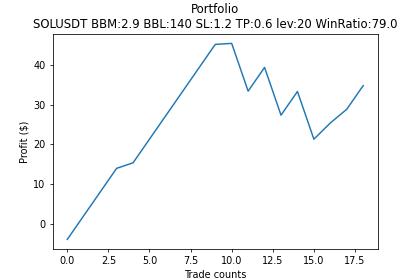 Portfolio
SOLUSDT BBM:2.9 BBL:140 SL:1.2 TP:0.6 lev:20 WinRatio:79.0
40
30
20
10
0
Profit ($)
0.0 2.5 5.0 7.5 10.0 12.5 15.0 17.5
Trade counts